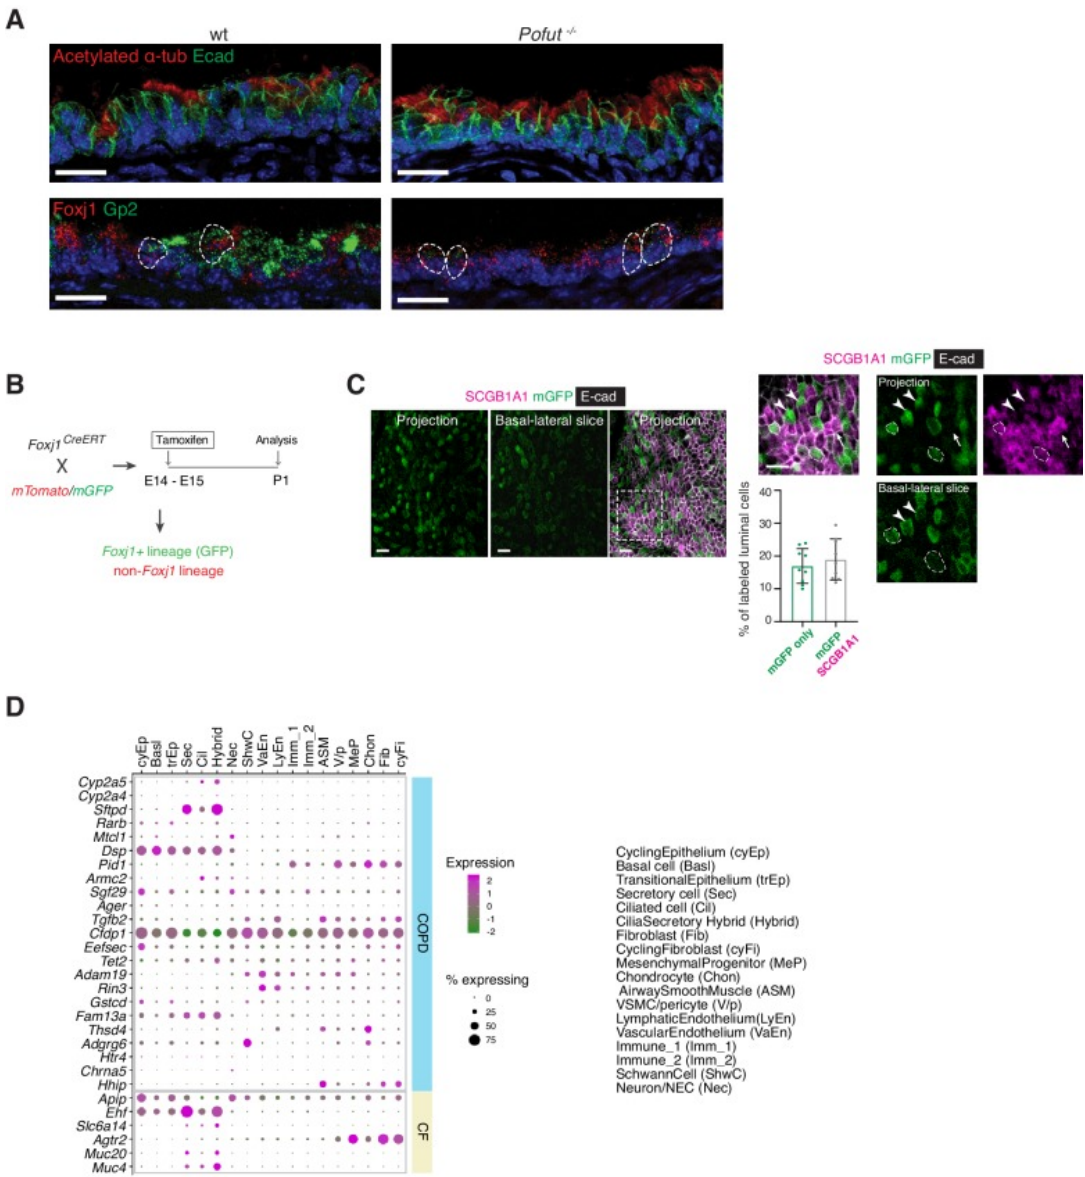 A
wt
Pofut -/-
Acetylated α-tub Ecad
Foxj1 Gp2
B
Foxj1CreERT
X
mTomato/mGFP
Tamoxifen
Analysis
E14 - E15
P1
Foxj1+ lineage (GFP)
non-Foxj1 lineage
C
SCGB1A1 mGFP E-cad
Projection
Basal-lateral slice
Projection
SCGB1A1 mGFP E-cad
Projection
Basal-lateral slice
% of labeled luminal cells
40
30
20
10
0
mGFP only
mGFP
SCGB1A1
D
cyEp
Basl
trEp
Sec
Cil
Hybrid
Nec
ShwC
VaEn
LyEn
Imm_1
Imm_2
ASM
V/p
MeP
Chon
Fib
cyFi
Cyp2a5
Cyp2a4
Sftpd
Rarb
Mtcl1
Dsp
Pid1
Armc2
Sgf29
Ager
Tgfb2
Cfdp1
Eefsec
Tet2
Adam19
Rin3
Gstcd
Fam13a
Thsd4
Adgrg6
Htr4
Chrna5
Hhip
Apip
Ehf
Slc6a14
Agtr2
Muc20
Muc4
COPD
CF
Expression
2
1
0
-1
-2
% expressing
0
25
50
75
CyclingEpithelium (cyEp)
Basal cell (Basl)
TransitionalEpithelium (trEp)
Secretory cell (Sec)
Ciliated cell (Cil)
CiliaSecretory Hybrid (Hybrid)
Fibroblast (Fib)
CyclingFibroblast (cyFi)
MesenchymalProgenitor (MeP)
Chondrocyte (Chon)
AirwaySmoothMuscle (ASM)
VSMC/pericyte (V/p)
LymphaticEndothelium(LyEn)
VascularEndothelium (VaEn)
Immune_1 (Imm_1)
Immune_2 (Imm_2)
SchwannCell (ShwC)
Neuron/NEC (Nec)